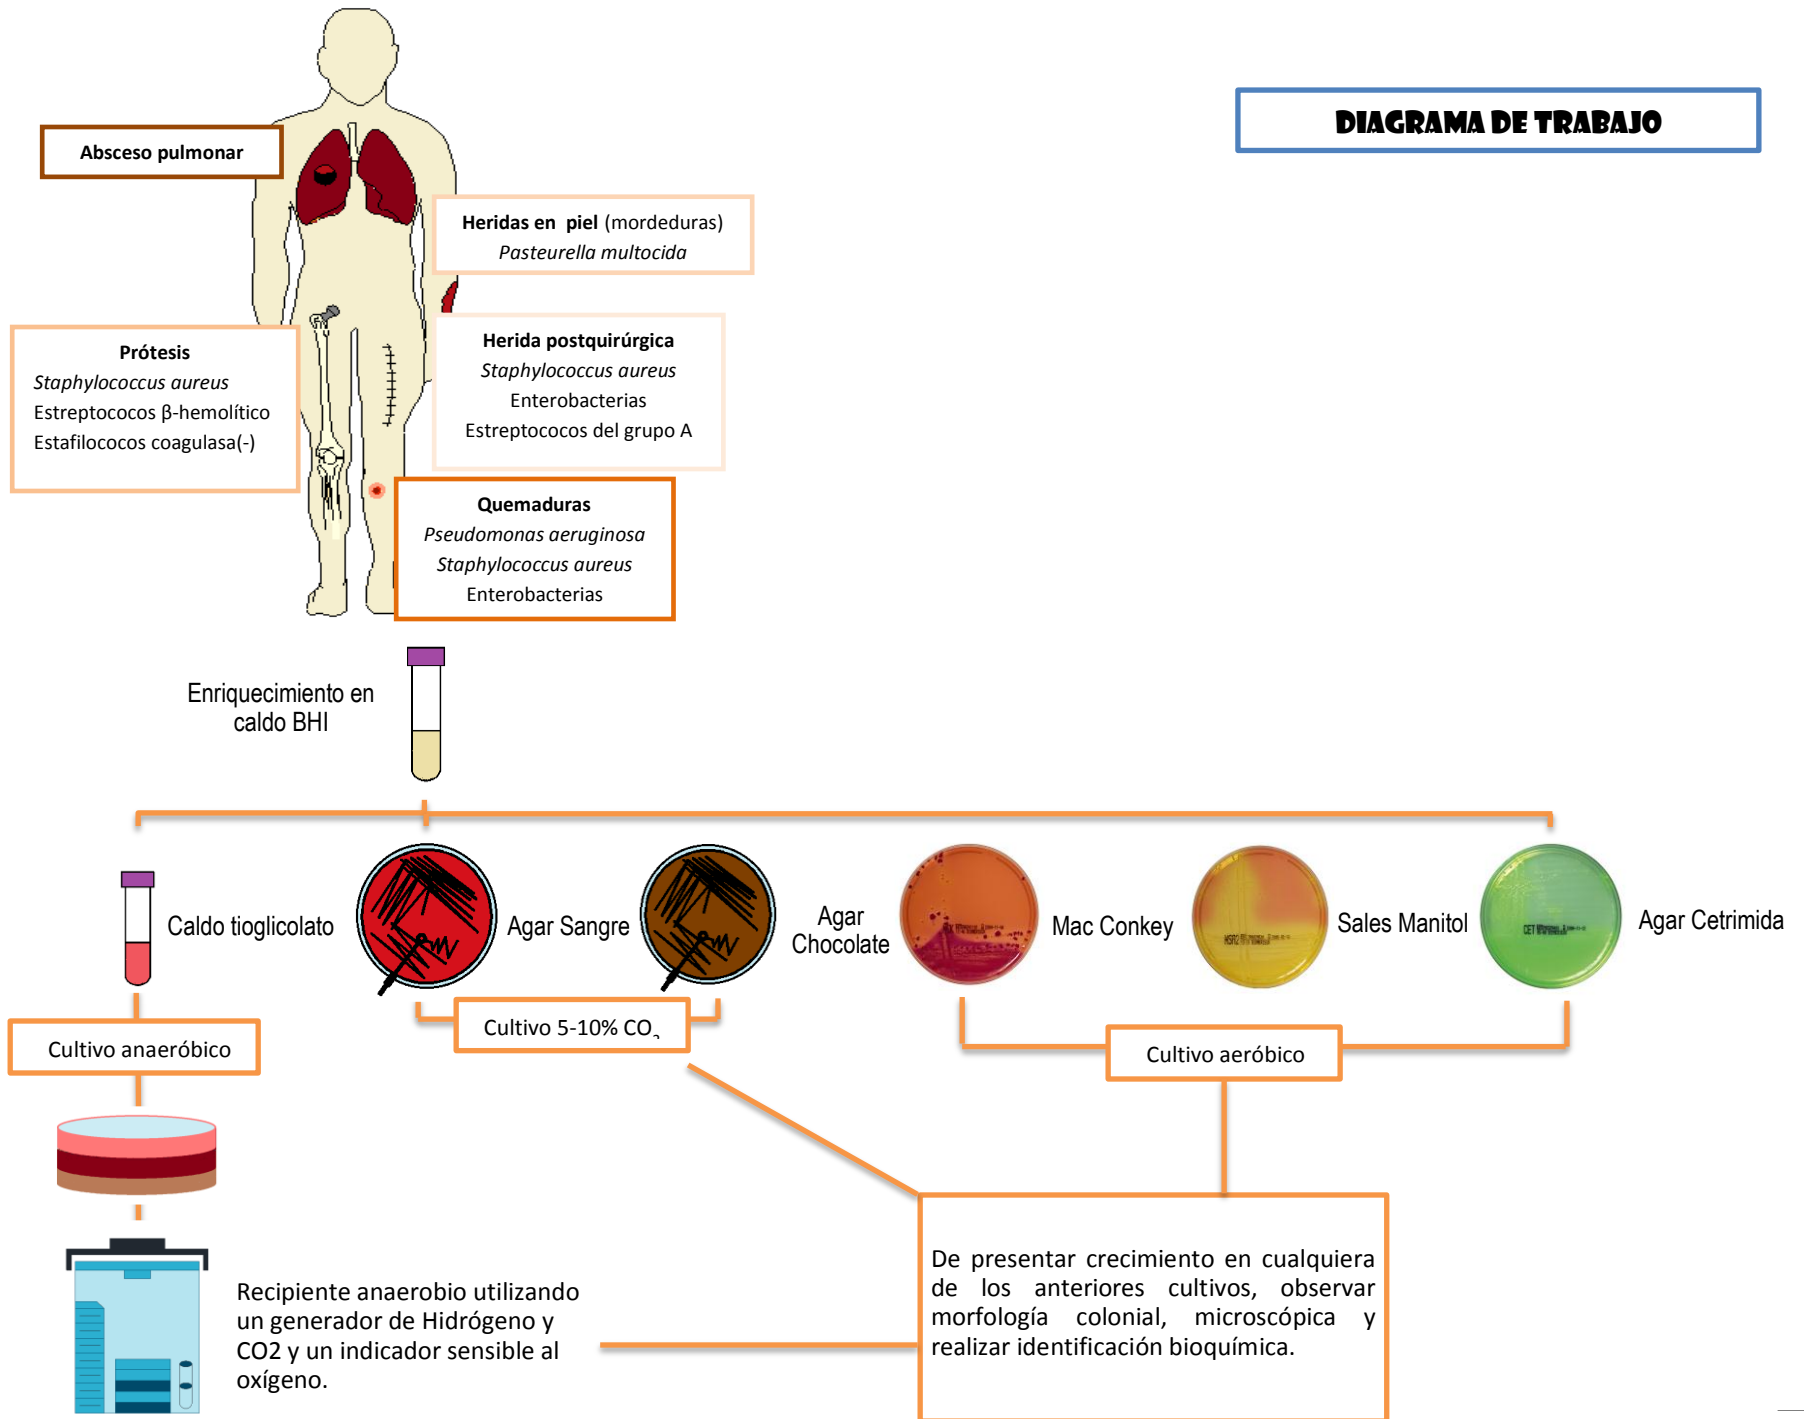 DIAGRAMA DE TRABAJO
Absceso pulmonar
Heridas en piel (mordeduras)
Pasteurella multocida
Prótesis
Staphylococcus aureus
Estreptococos β-hemolítico
Estafilococos coagulasa(-)
Herida postquirúrgica
Staphylococcus aureus
Enterobacterias
Estreptococos del grupo A
Quemaduras
Pseudomonas aeruginosa
Staphylococcus aureus
Enterobacterias
Enriquecimiento en
caldo BHI
Caldo tioglicolato
Agar Sangre
Agar
Chocolate
Mac Conkey
MSA2
Sales Manitol
CET
Agar Cetrimida
Cultivo anaeróbico
Cultivo 5-10% CO2
Cultivo aeróbico
Recipiente anaerobio utilizando
un generador de Hidrógeno y
CO2 y un indicador sensible al
oxígeno.
De presentar crecimiento en cualquiera
de los anteriores cultivos, observar
morfología colonial, microscópica y
realizar identificación bioquímica.